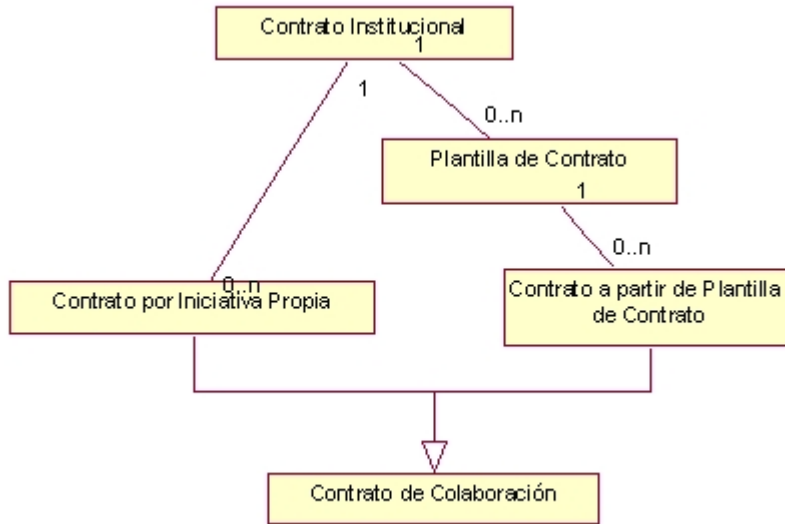 Contrato Institucional
1
1
0..n
Plantilla de Contrato
1
0..n
0..n
Contrato por Iniciativa Propia
Contrato a partir de Plantilla
de Contrato
Contrato de Colaboración